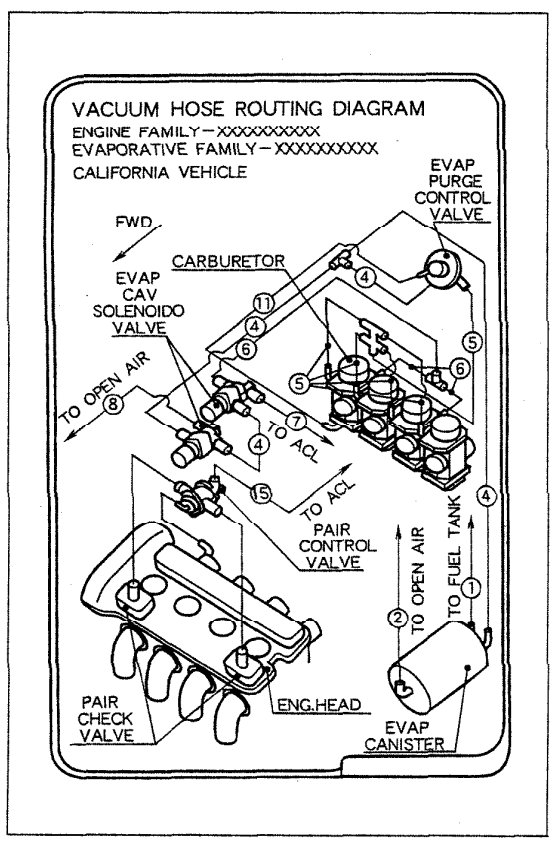 VACUUM HOSE ROUTING DIAGRAM
ENGINE FAMILY-XXXXXXXXXX
EVAPORATIVE FAMILY-XXXXXXXXXX
CALIFORNIA VEHICLE
EVAP
PURGE
CONTROL
VALVE
FWD
CARBURETOR
EVAP
CAV
SOLENOIDO
VALVE
4
11
4
6
5
5
6
TO OPEN AIR
8
7
TO ACL
4
15
TO ACL
4
PAIR
CONTROL
VALVE
TO OPEN AIR
2
TO FUEL TANK
1
PAIR
CHECK
VALVE
ENG.HEAD
EVAP
CANISTER